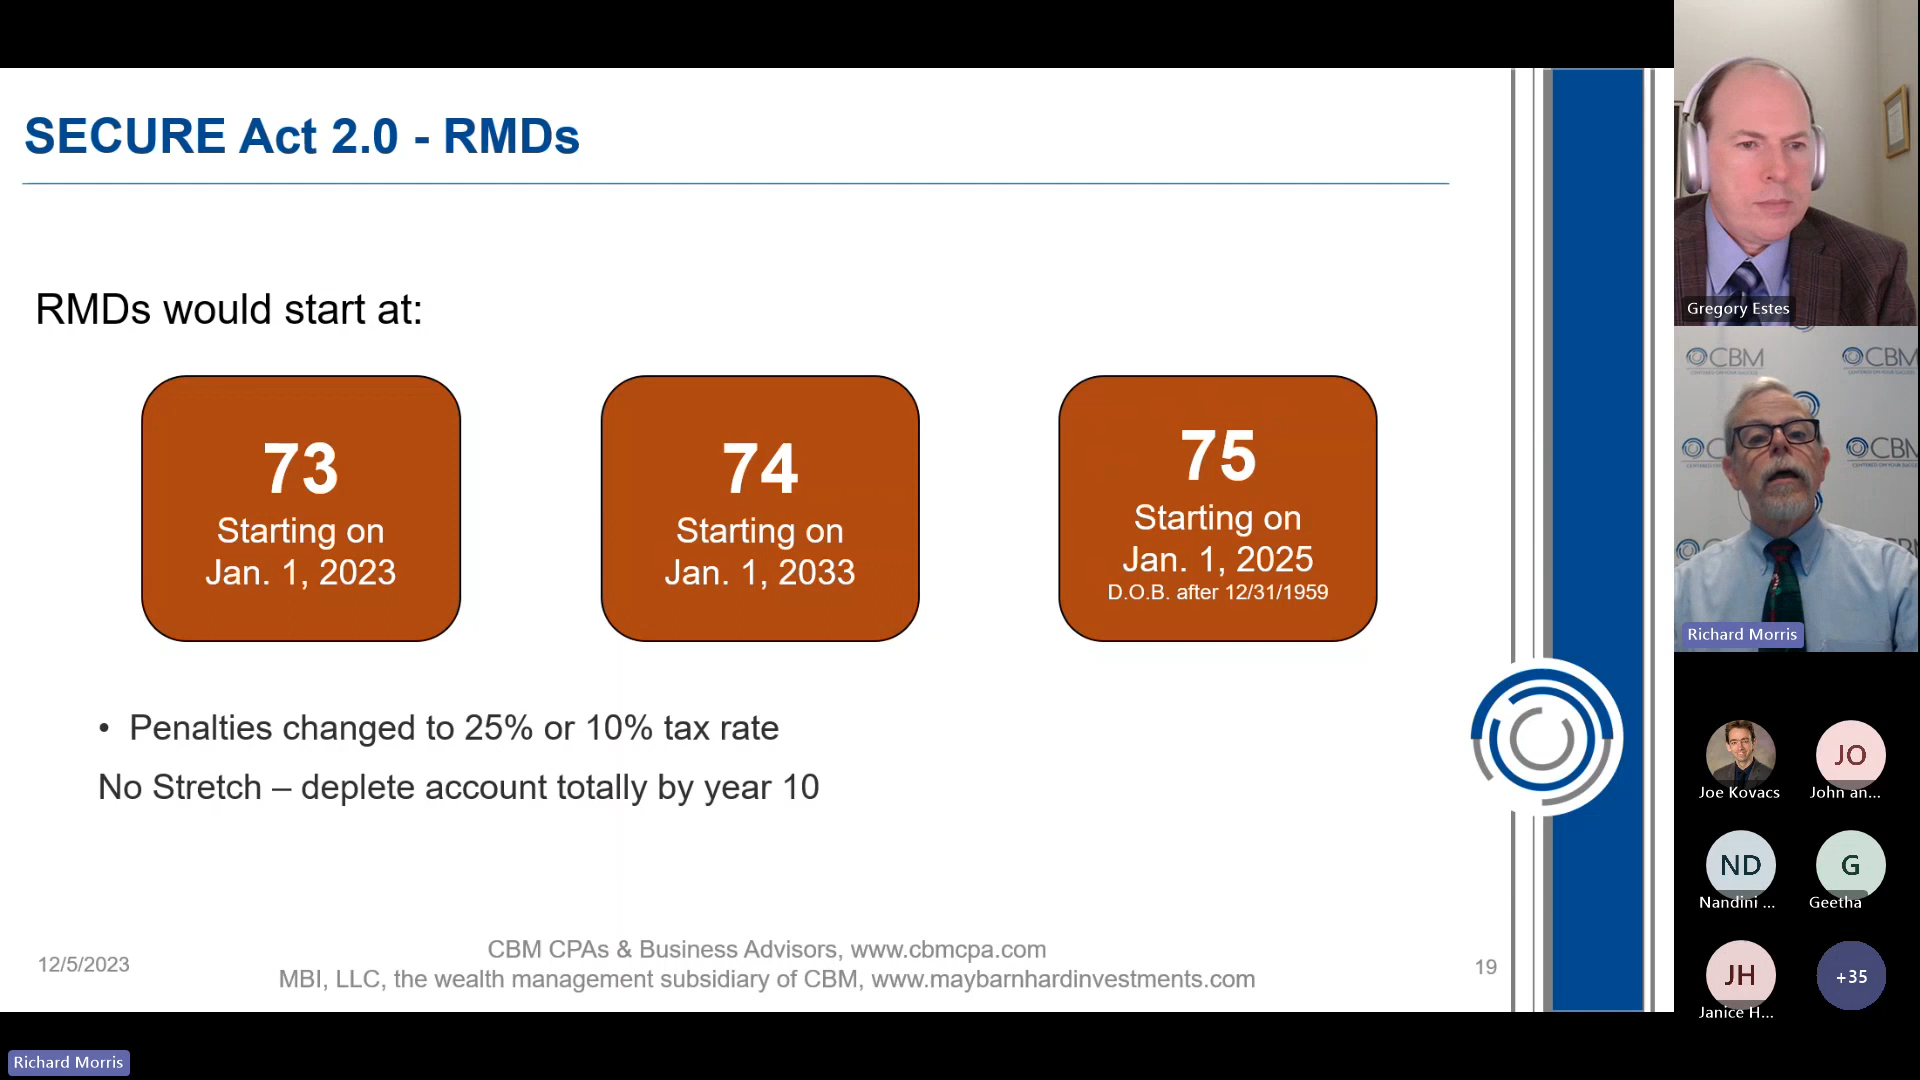 SECURE Act 2.0 - RMDs
RMDs would start at:
73
Starting on
Jan. 1, 2023
74
Starting on
Jan. 1, 2033
75
Starting on
Jan. 1, 2025
D.O.B. after 12/31/1959
• Penalties changed to 25% or 10% tax rate
No Stretch – deplete account totally by year 10
12/5/2023
CBM CPAs & Business Advisors, www.cbmcpa.com
MBI, LLC, the wealth management subsidiary of CBM, www.maybarnhardinvestments.com
19
Gregory Estes
CBM
CBM
CBM
Richard Morris
Joe Kovacs
JO
John an...
ND
Nandini ...
G
Geetha
JH
Janice H...
+35
Richard Morris